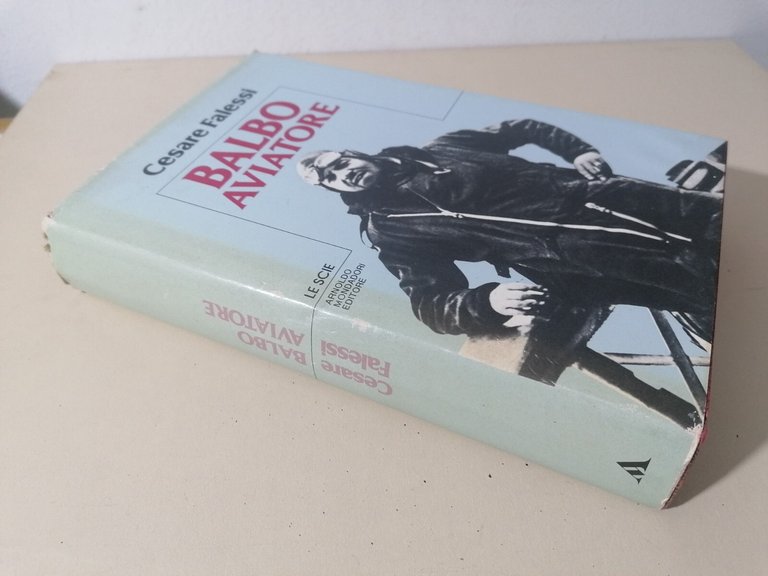 Cesare Falessi
BALBO
AVIATORE
LE SCIE
ARNOLDO
MONDADORI
EDITORE
Cesare
Falessi
BALBO
AVIATORE